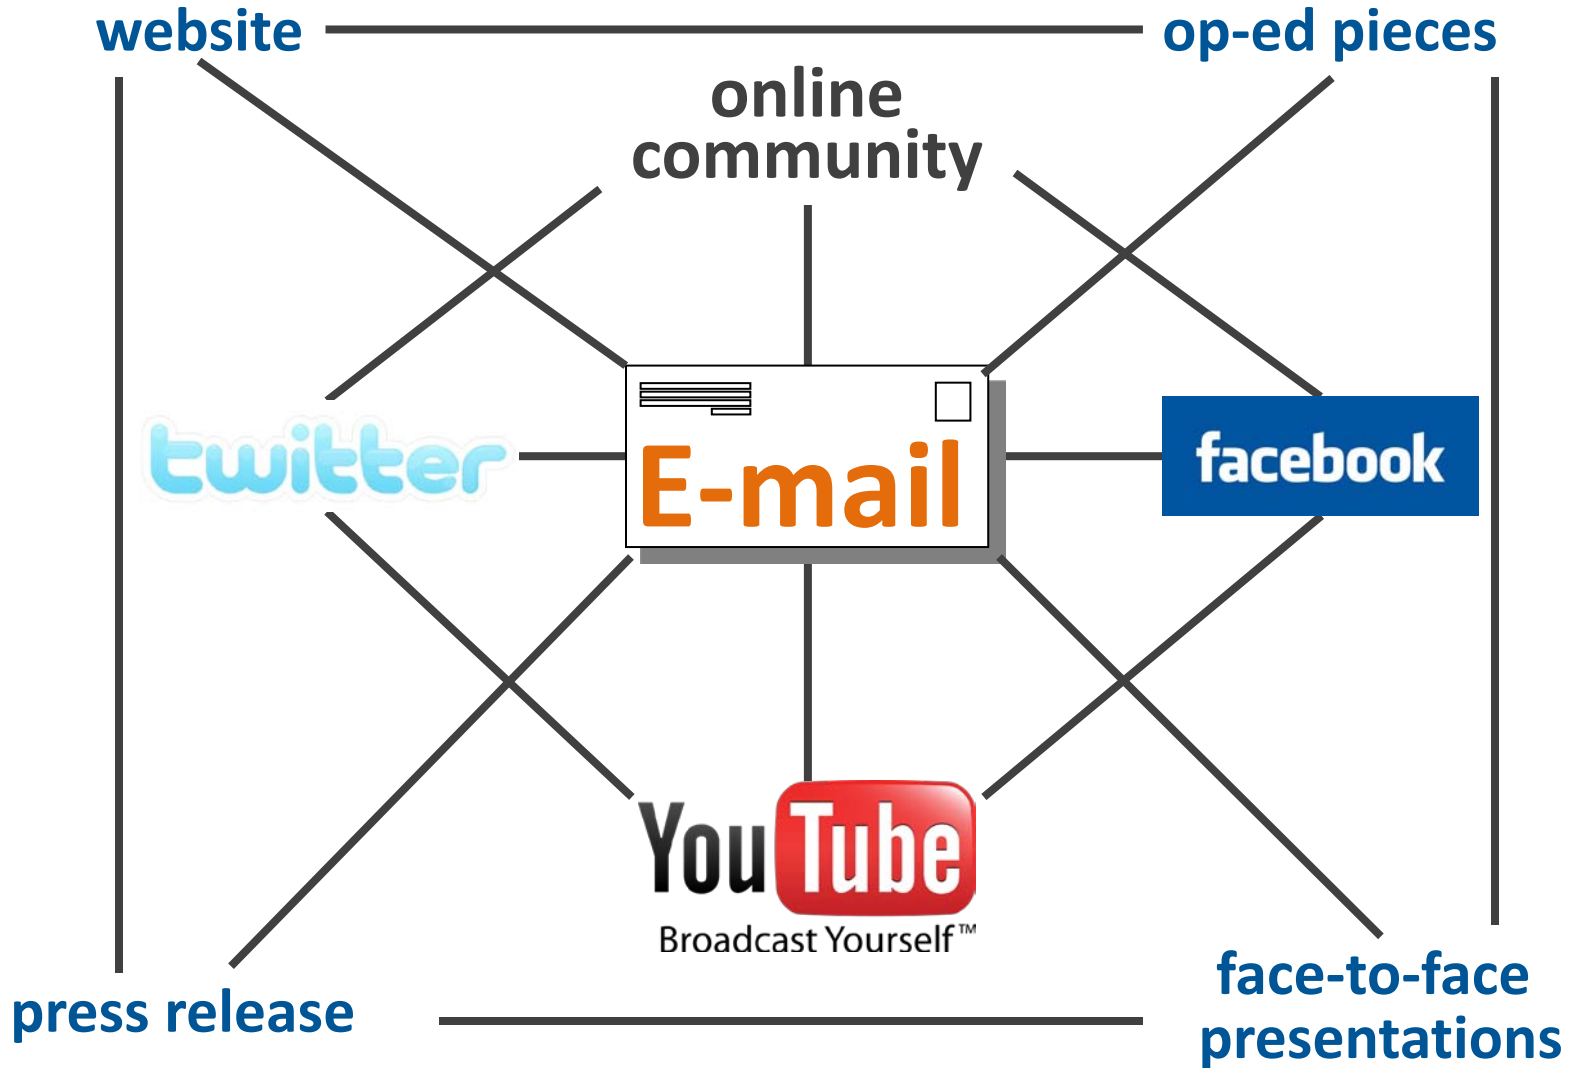 website
op-ed pieces
online
community
twitter
E-mail
facebook
YouTube
Broadcast Yourself™
press release
face-to-face
presentations